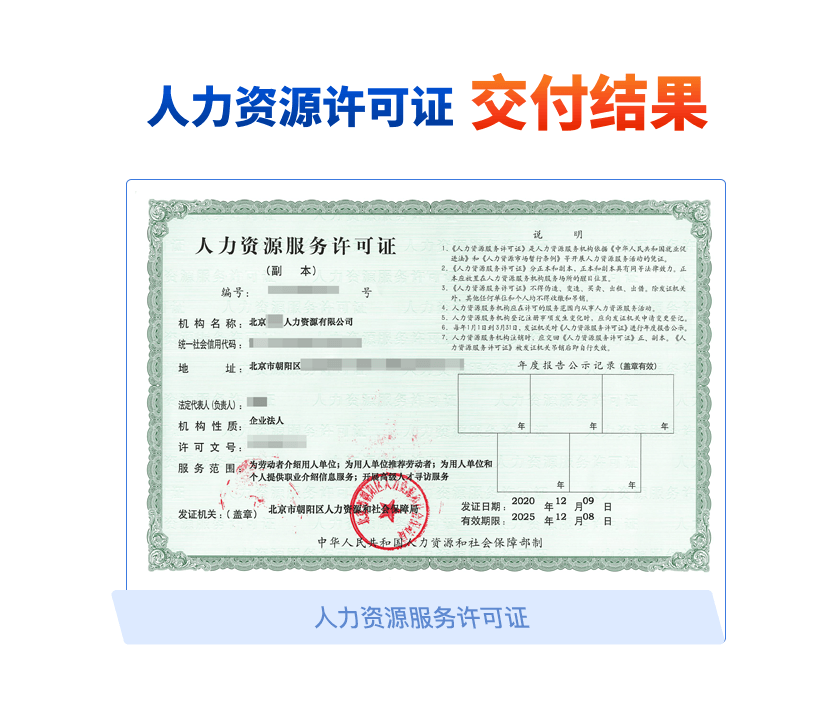 人力资源许可证 交付结果
人力资源服务许可证
（副 本）
编号： 号
机构名称：北京 人力资源有限公司
统一社会信用代码：
地 址：北京市朝阳区
法定代表人（负责人）：
机构性质：企业法人
许可文号：
服务范围：为劳动者介绍用人单位；为用人单位推荐劳动者；为用人单位和
个人提供职业介绍信息服务；开展高级人才寻访服务
发证机关：（盖章） 北京市朝阳区人力资源和社会保障局
说 明
1.《人力资源服务许可证》是人力资源服务机构依据《中华人民共和国就业促
进法》和《人力资源市场暂行条例》等开展人力资源服务活动的凭证。
2.《人力资源服务许可证》分正本和副本。正本和副本具有同等法律效力。正
本应放置在人力资源服务机构服务场所的醒目位置。
3.《人力资源服务许可证》不得伪造、变造、买卖、出租、出借。除发证机关
外，其他任何单位和个人均不得收缴和吊销。
4. 人力资源服务机构应在许可的服务范围内从事人力资源服务活动。
5. 人力资源服务机构登记注册事项发生变化时，应向发证机关申请变更登记。
6. 每年1月1日到3月31日，发证机关对《人力资源服务许可证》进行年度报告公示。
7. 人力资源服务机构注销时，应交回《人力资源服务许可证》正、副本。《人
力资源服务许可证》被发证机关吊销后即自行失效。
年度报告公示记录（盖章有效）
年 年 年
年 年
发证日期：2020 年 12 月 09 日
有效期限：2025 年 12 月 08 日
中华人民共和国人力资源和社会保障部制
人力资源服务许可证